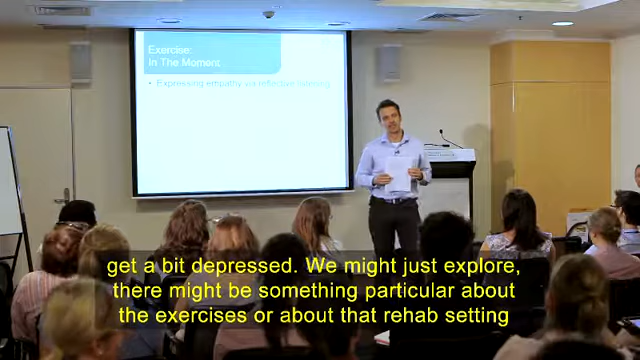 Exercise:
In The Moment
• Expressing empathy via reflective listening
get a bit depressed. We might just explore,
there might be something particular about
the exercises or about that rehab setting